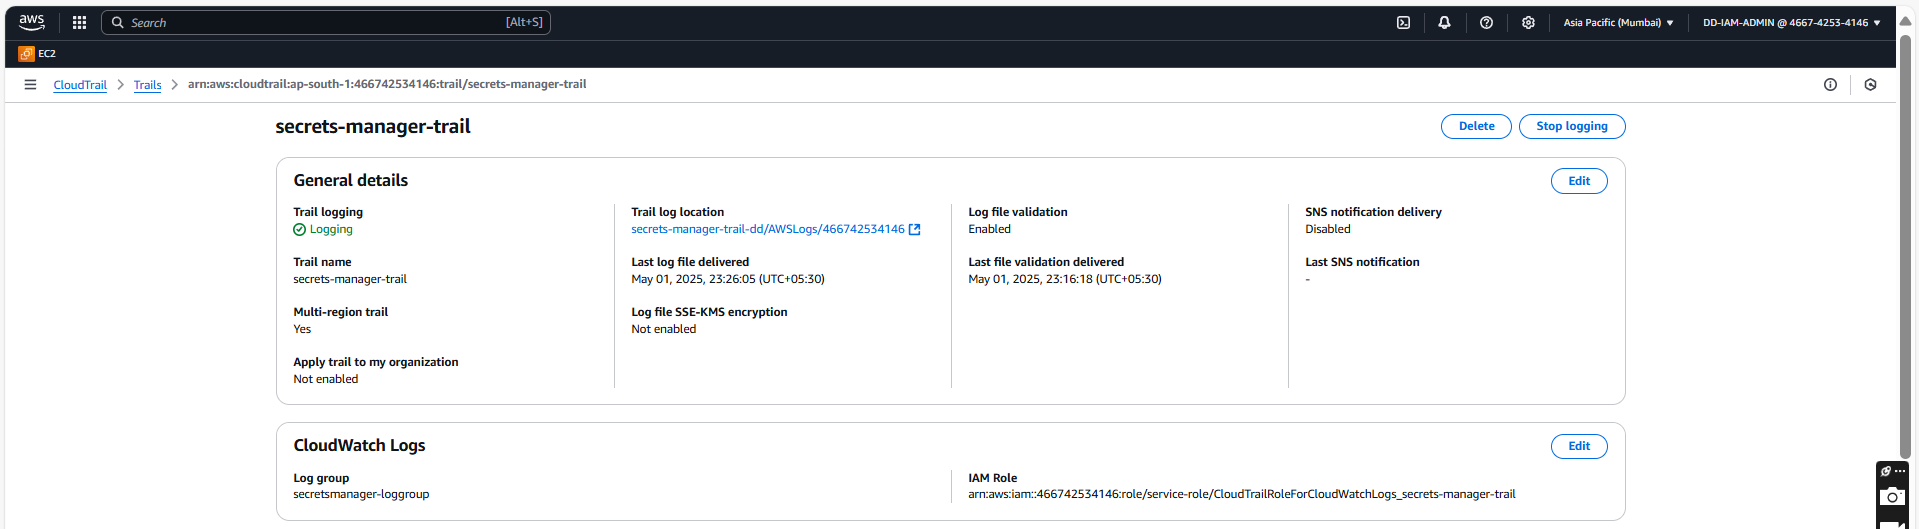 aws
Search [Alt+S]
Asia Pacific (Mumbai) DD-IAM-ADMIN @ 4667-4253-4146
EC2
CloudTrail > Trails > arn:aws:cloudtrail:ap-south-1:466742534146:trail/secrets-manager-trail
secrets-manager-trail
Delete Stop logging
General details
Edit
Trail logging
Logging
Trail name
secrets-manager-trail
Multi-region trail
Yes
Apply trail to my organization
Not enabled
Trail log location
secrets-manager-trail-dd/AWSLogs/466742534146
Last log file delivered
May 01, 2025, 23:26:05 (UTC+05:30)
Log file SSE-KMS encryption
Not enabled
Log file validation
Enabled
Last file validation delivered
May 01, 2025, 23:16:18 (UTC+05:30)
SNS notification delivery
Disabled
Last SNS notification
-
CloudWatch Logs
Edit
Log group
secretsmanager-loggroup
IAM Role
arn:aws:iam::466742534146:role/service-role/CloudTrailRoleForCloudWatchLogs_secrets-manager-trail